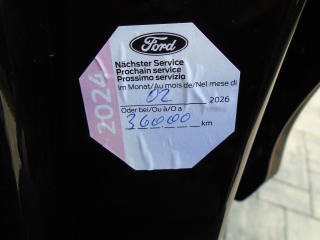 Ford
Nächster Service
Prochain service
Prossimo servizio
im Monat/Au mois de/Nel mese di
02 2026
Oder bei/Ou à/O a
36000 km
2024